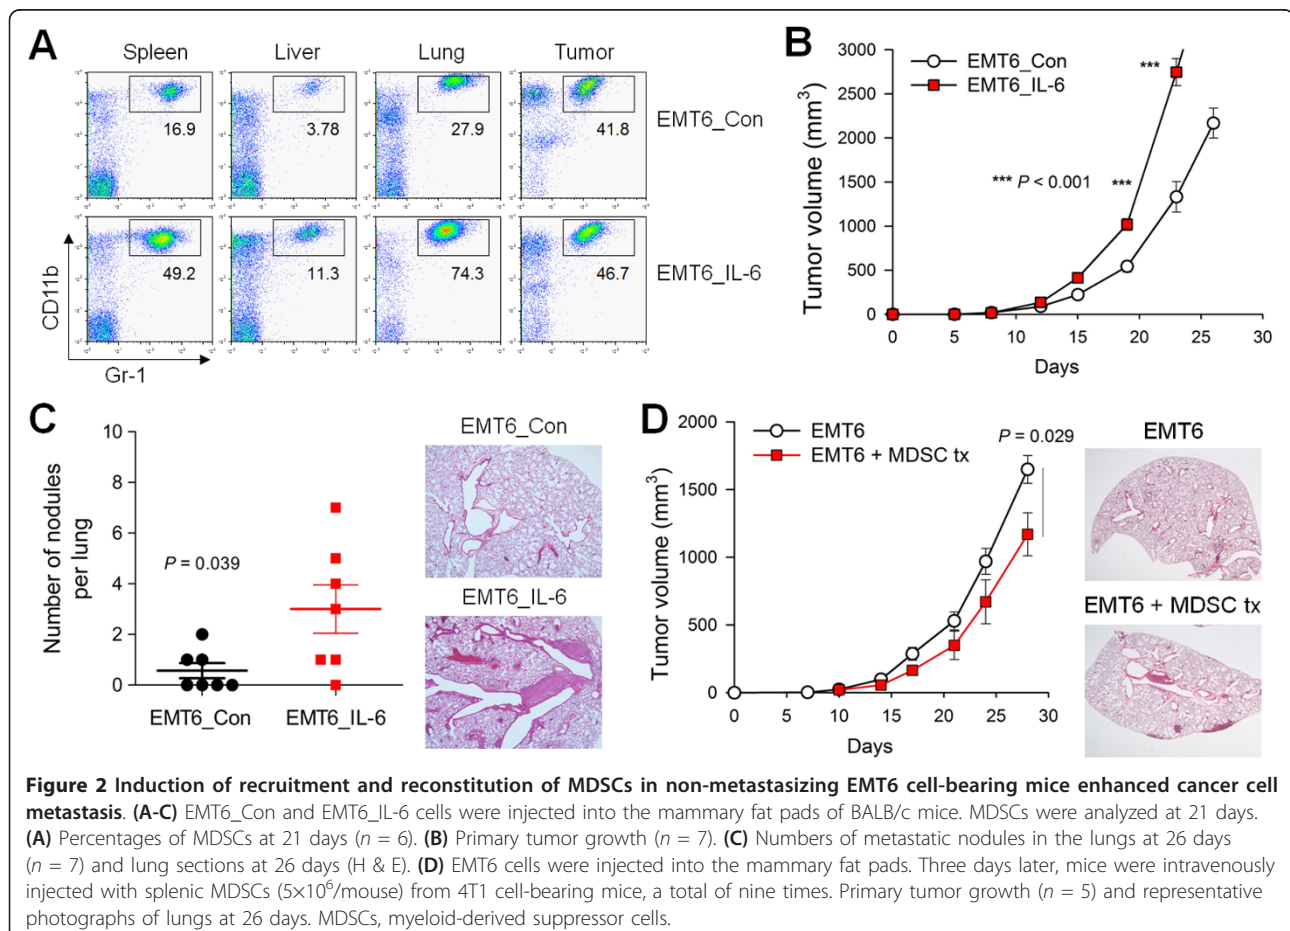 A
Spleen
Liver
Lung
Tumor
16.9
3.78
27.9
41.8
EMT6_Con
49.2
11.3
74.3
46.7
EMT6_IL-6
CD11b
Gr-1
B
EMT6_Con
EMT6_IL-6
***
***
*** P < 0.001
Tumor volume (mm³)
3000
2500
2000
1500
1000
500
0
0 5 10 15 20 25 30
Days
C
Number of nodules
per lung
10
8
6
4
2
0
P = 0.039
EMT6_Con
EMT6_IL-6
EMT6_Con
EMT6_IL-6
D
EMT6
EMT6 + MDSC tx
P = 0.029
Tumor volume (mm³)
2000
1500
1000
500
0
0 5 10 15 20 25 30
Days
EMT6
EMT6 + MDSC tx
Figure 2 Induction of recruitment and reconstitution of MDSCs in non-metastasizing EMT6 cell-bearing mice enhanced cancer cell
metastasis. (A-C) EMT6_Con and EMT6_IL-6 cells were injected into the mammary fat pads of BALB/c mice. MDSCs were analyzed at 21 days.
(A) Percentages of MDSCs at 21 days (n = 6). (B) Primary tumor growth (n = 7). (C) Numbers of metastatic nodules in the lungs at 26 days
(n = 7) and lung sections at 26 days (H & E). (D) EMT6 cells were injected into the mammary fat pads. Three days later, mice were intravenously
injected with splenic MDSCs (5×10⁶/mouse) from 4T1 cell-bearing mice, a total of nine times. Primary tumor growth (n = 5) and representative
photographs of lungs at 26 days. MDSCs, myeloid-derived suppressor cells.